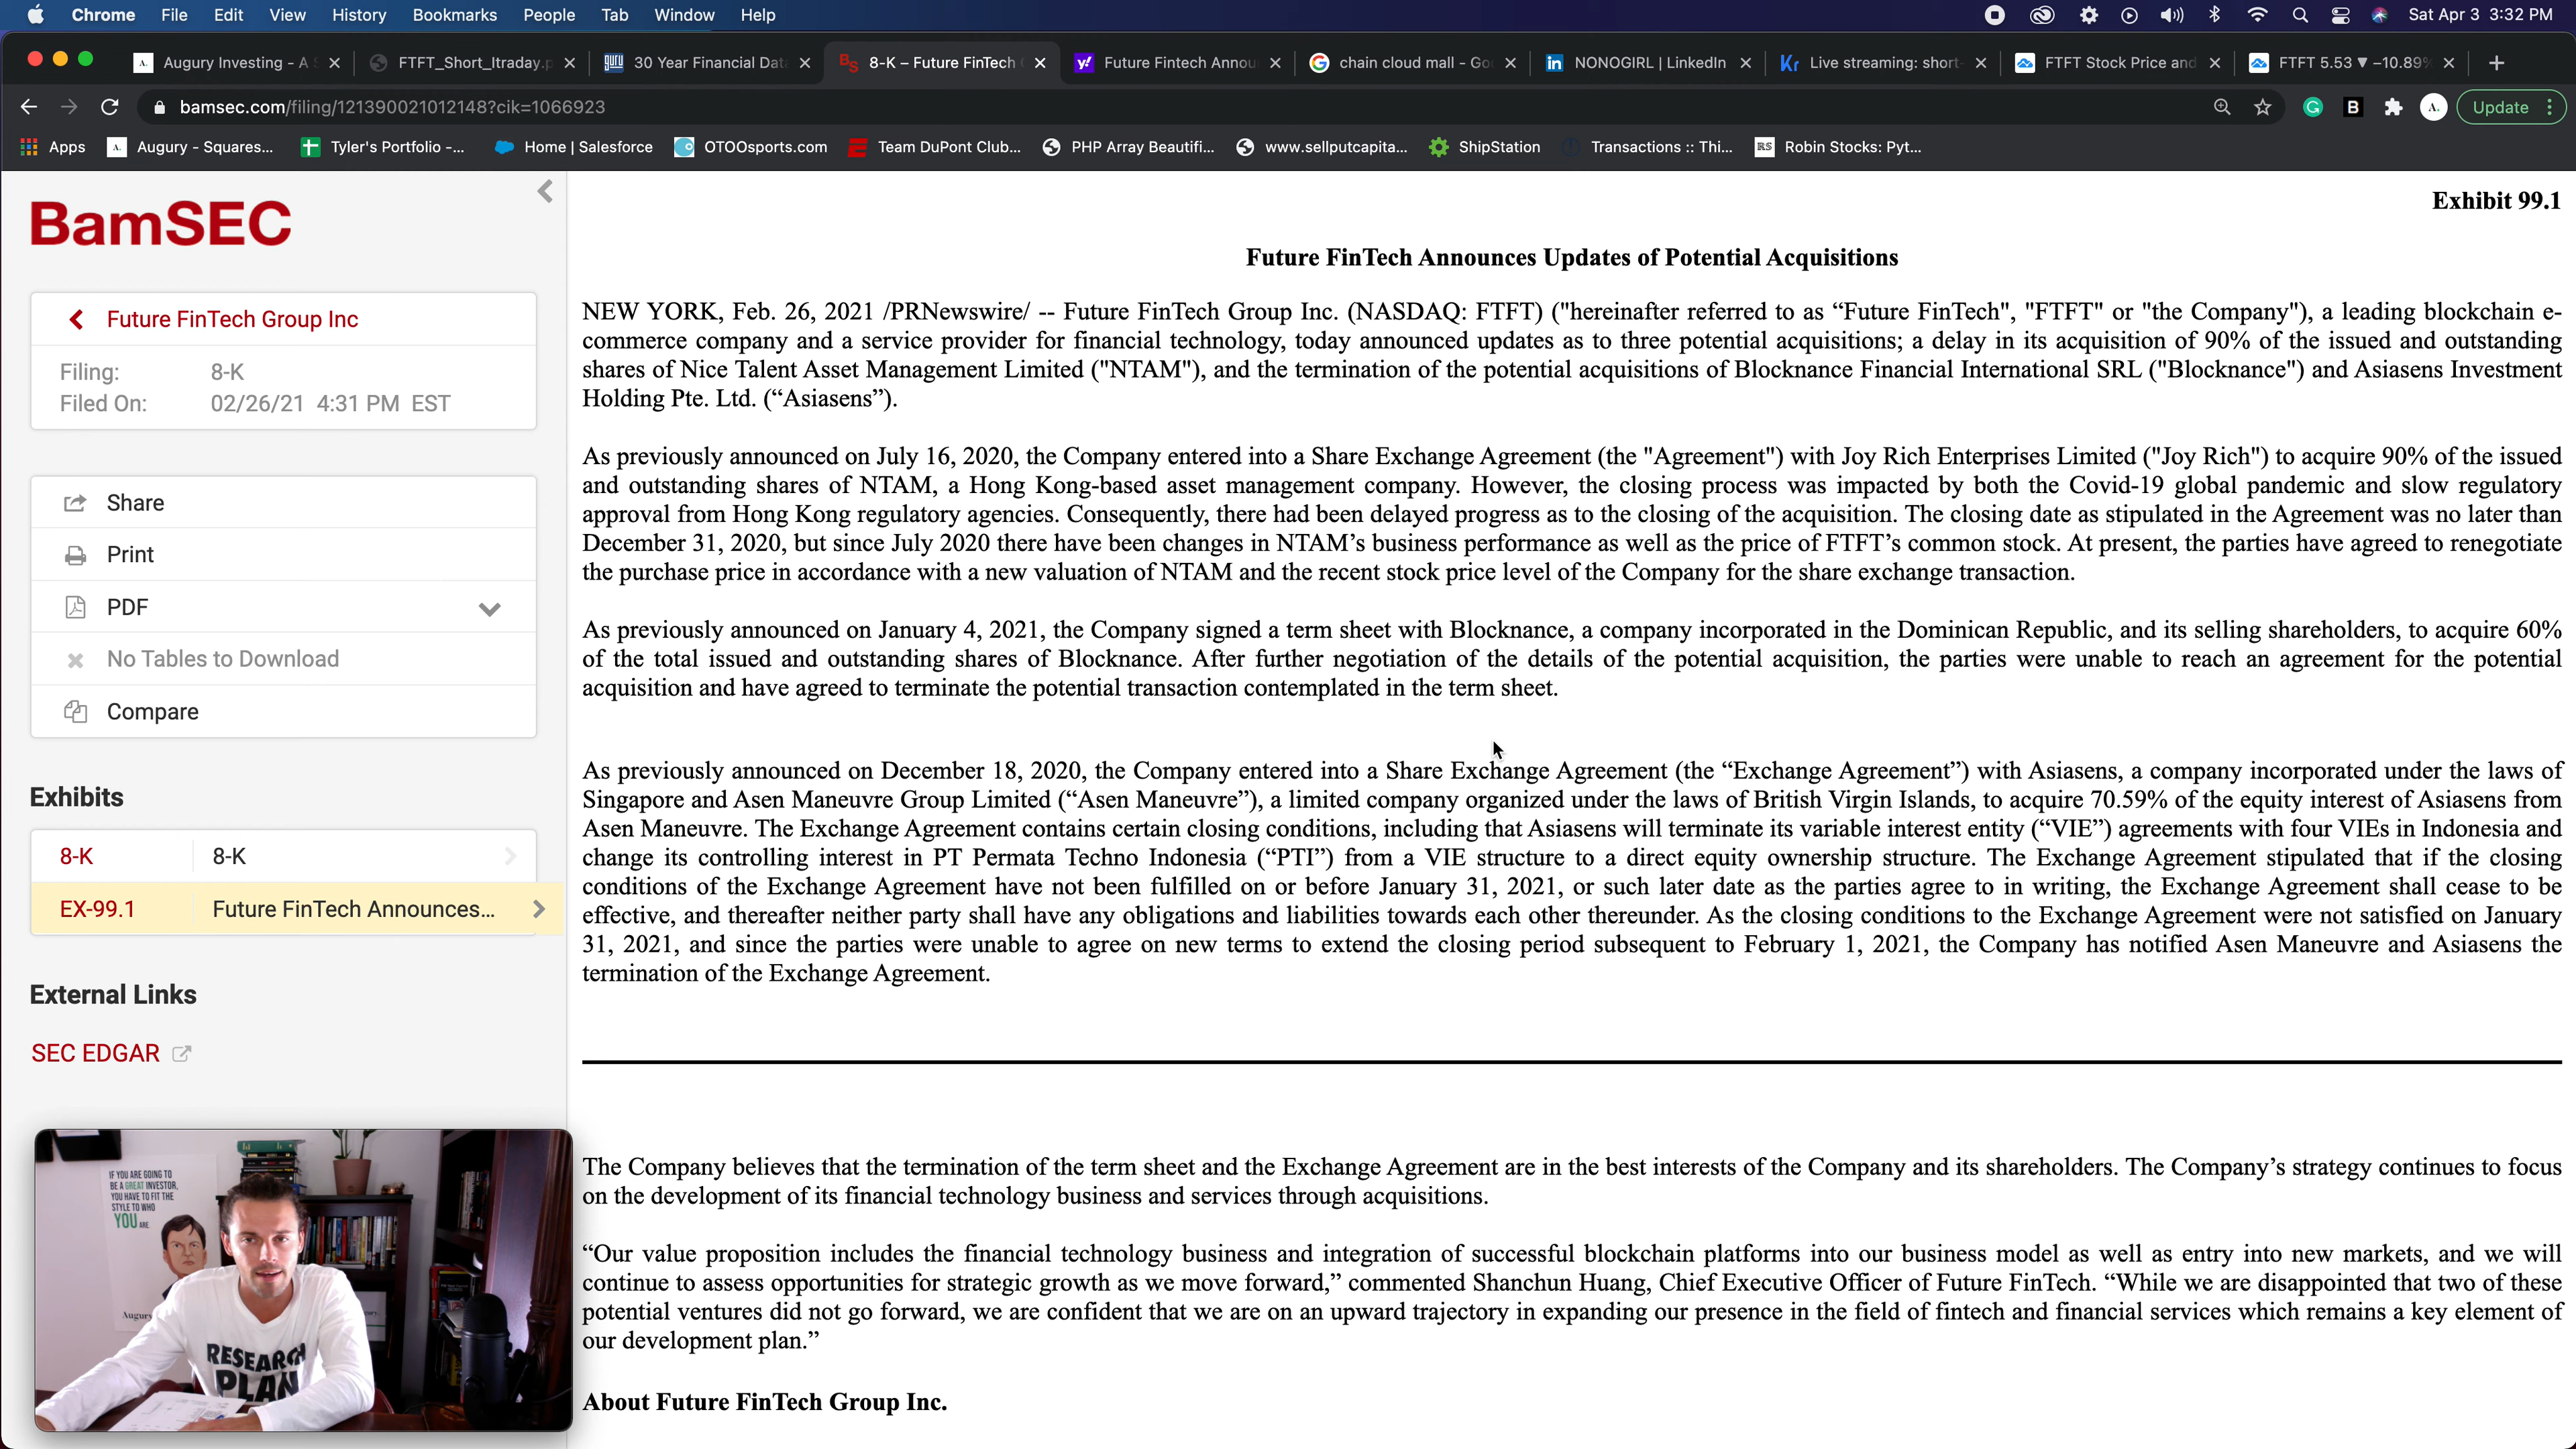 Chrome File Edit View History Bookmarks People Tab Window Help
Sat Apr 3 3:32 PM
Augury Investing - A S
FTFT_Short_Itraday.p
30 Year Financial Data
8-K – Future FinTech
Future Fintech Annou
chain cloud mall - Goo
NONOGIRL | LinkedIn
Live streaming: short-
FTFT Stock Price and
FTFT 5.53 ▼ −10.89%
bamsec.com/filing/121390021012148?cik=1066923
Update
Apps
Augury - Squares...
Tyler's Portfolio -...
Home | Salesforce
OTOOsports.com
Team DuPont Club...
PHP Array Beautifi...
www.sellputcapita...
ShipStation
Transactions :: Thi...
Robin Stocks: Pyt...
BamSEC
Future FinTech Group Inc
Filing: 8-K
Filed On: 02/26/21 4:31 PM EST
Share
Print
PDF
No Tables to Download
Compare
Exhibits
8-K 8-K
EX-99.1 Future FinTech Announces...
External Links
SEC EDGAR
IF YOU ARE GOING TO
BE A GREAT INVESTOR,
YOU HAVE TO FIT THE
STYLE TO WHO
YOU ARE
Augury
RESEARCH
PLAN
Exhibit 99.1
Future FinTech Announces Updates of Potential Acquisitions
NEW YORK, Feb. 26, 2021 /PRNewswire/ -- Future FinTech Group Inc. (NASDAQ: FTFT) ("hereinafter referred to as “Future FinTech", "FTFT" or "the Company"), a leading blockchain e-
commerce company and a service provider for financial technology, today announced updates as to three potential acquisitions; a delay in its acquisition of 90% of the issued and outstanding
shares of Nice Talent Asset Management Limited ("NTAM"), and the termination of the potential acquisitions of Blocknance Financial International SRL ("Blocknance") and Asiasens Investment
Holding Pte. Ltd. (“Asiasens”).
As previously announced on July 16, 2020, the Company entered into a Share Exchange Agreement (the "Agreement") with Joy Rich Enterprises Limited ("Joy Rich") to acquire 90% of the issued
and outstanding shares of NTAM, a Hong Kong-based asset management company. However, the closing process was impacted by both the Covid-19 global pandemic and slow regulatory
approval from Hong Kong regulatory agencies. Consequently, there had been delayed progress as to the closing of the acquisition. The closing date as stipulated in the Agreement was no later than
December 31, 2020, but since July 2020 there have been changes in NTAM’s business performance as well as the price of FTFT’s common stock. At present, the parties have agreed to renegotiate
the purchase price in accordance with a new valuation of NTAM and the recent stock price level of the Company for the share exchange transaction.
As previously announced on January 4, 2021, the Company signed a term sheet with Blocknance, a company incorporated in the Dominican Republic, and its selling shareholders, to acquire 60%
of the total issued and outstanding shares of Blocknance. After further negotiation of the details of the potential acquisition, the parties were unable to reach an agreement for the potential
acquisition and have agreed to terminate the potential transaction contemplated in the term sheet.
As previously announced on December 18, 2020, the Company entered into a Share Exchange Agreement (the “Exchange Agreement”) with Asiasens, a company incorporated under the laws of
Singapore and Asen Maneuvre Group Limited (“Asen Maneuvre”), a limited company organized under the laws of British Virgin Islands, to acquire 70.59% of the equity interest of Asiasens from
Asen Maneuvre. The Exchange Agreement contains certain closing conditions, including that Asiasens will terminate its variable interest entity (“VIE”) agreements with four VIEs in Indonesia and
change its controlling interest in PT Permata Techno Indonesia (“PTI”) from a VIE structure to a direct equity ownership structure. The Exchange Agreement stipulated that if the closing
conditions of the Exchange Agreement have not been fulfilled on or before January 31, 2021, or such later date as the parties agree to in writing, the Exchange Agreement shall cease to be
effective, and thereafter neither party shall have any obligations and liabilities towards each other thereunder. As the closing conditions to the Exchange Agreement were not satisfied on January
31, 2021, and since the parties were unable to agree on new terms to extend the closing period subsequent to February 1, 2021, the Company has notified Asen Maneuvre and Asiasens the
termination of the Exchange Agreement.
The Company believes that the termination of the term sheet and the Exchange Agreement are in the best interests of the Company and its shareholders. The Company’s strategy continues to focus
on the development of its financial technology business and services through acquisitions.
“Our value proposition includes the financial technology business and integration of successful blockchain platforms into our business model as well as entry into new markets, and we will
continue to assess opportunities for strategic growth as we move forward,” commented Shanchun Huang, Chief Executive Officer of Future FinTech. “While we are disappointed that two of these
potential ventures did not go forward, we are confident that we are on an upward trajectory in expanding our presence in the field of fintech and financial services which remains a key element of
our development plan.”
About Future FinTech Group Inc.